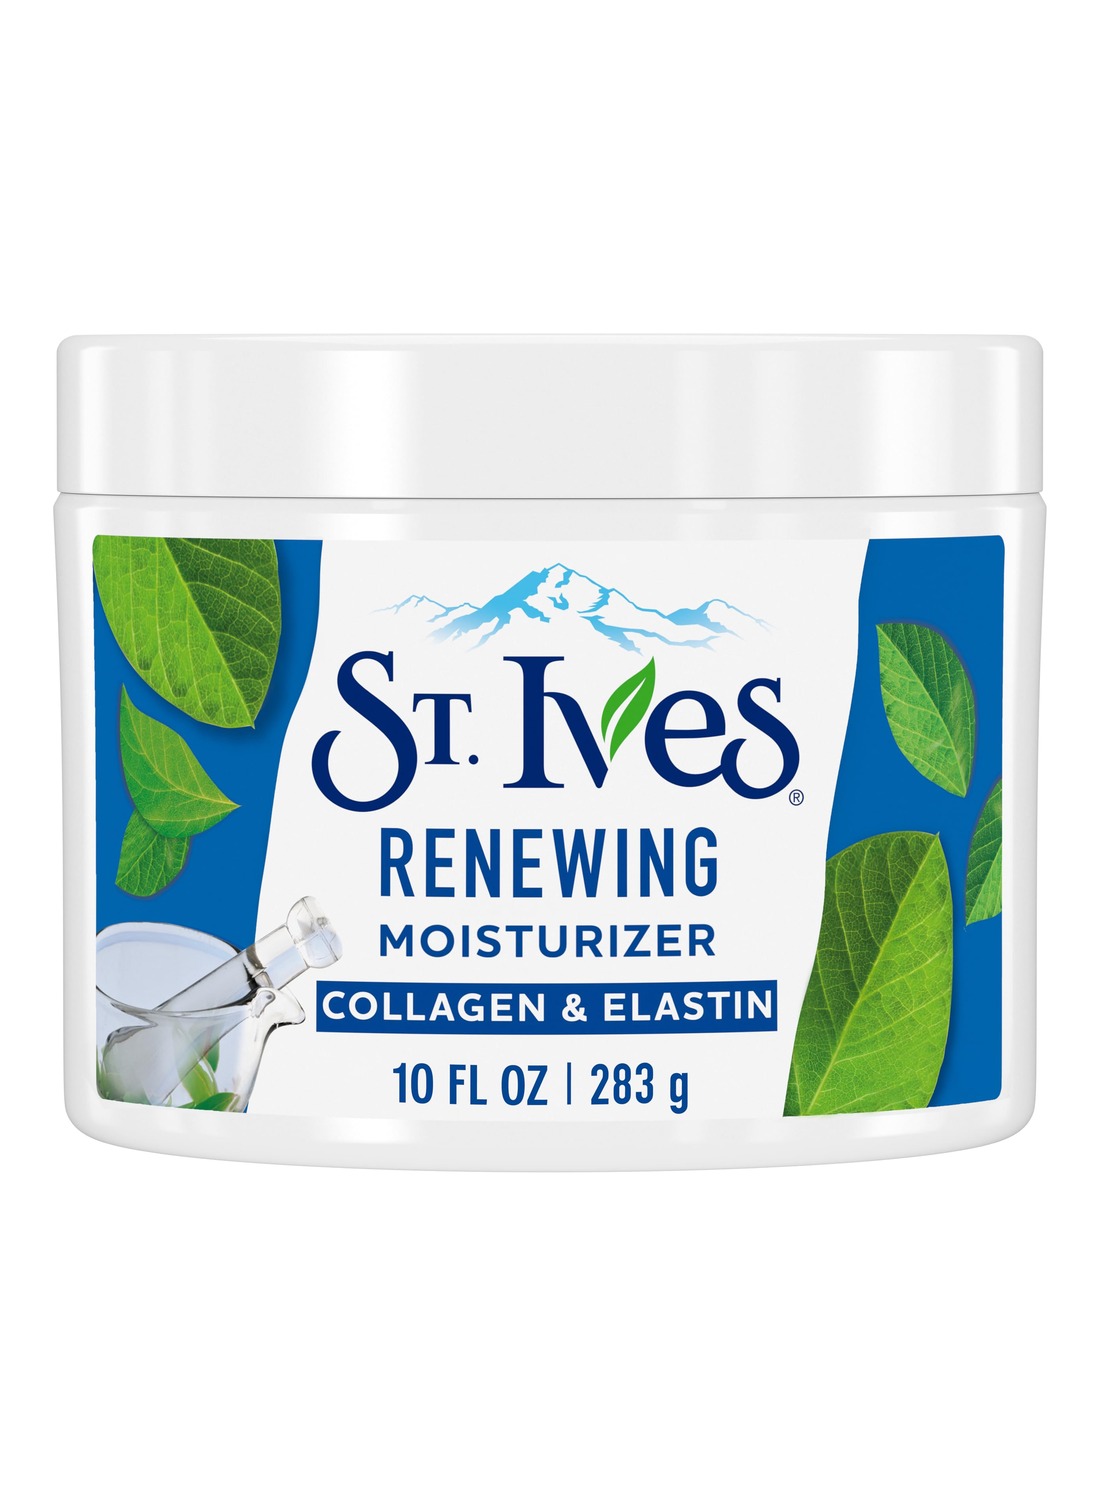 St. Ives®
RENEWING
MOISTURIZER
COLLAGEN & ELASTIN
10 FL OZ | 283 g